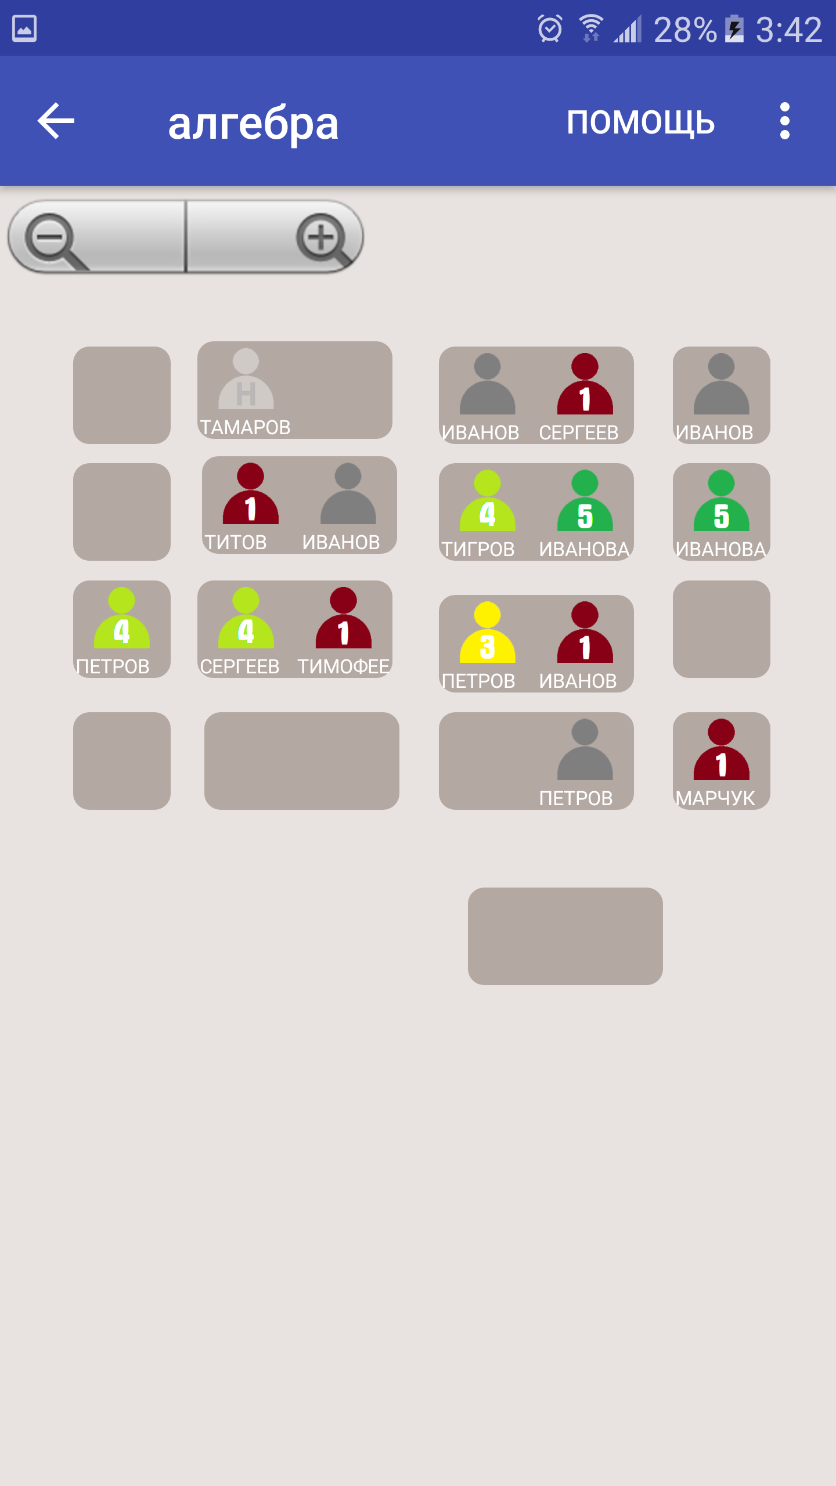 28% 3:42
алгебра ПОМОЩЬ
Н 1
ТАМАРОВ ИВАНОВ СЕРГЕЕВ ИВАНОВ
1 4 5 5
ТИТОВ ИВАНОВ ТИГРОВ ИВАНОВА ИВАНОВА
4 4 1 3 1
ПЕТРОВ СЕРГЕЕВ ТИМОФЕЕ ПЕТРОВ ИВАНОВ
1
ПЕТРОВ МАРЧУК